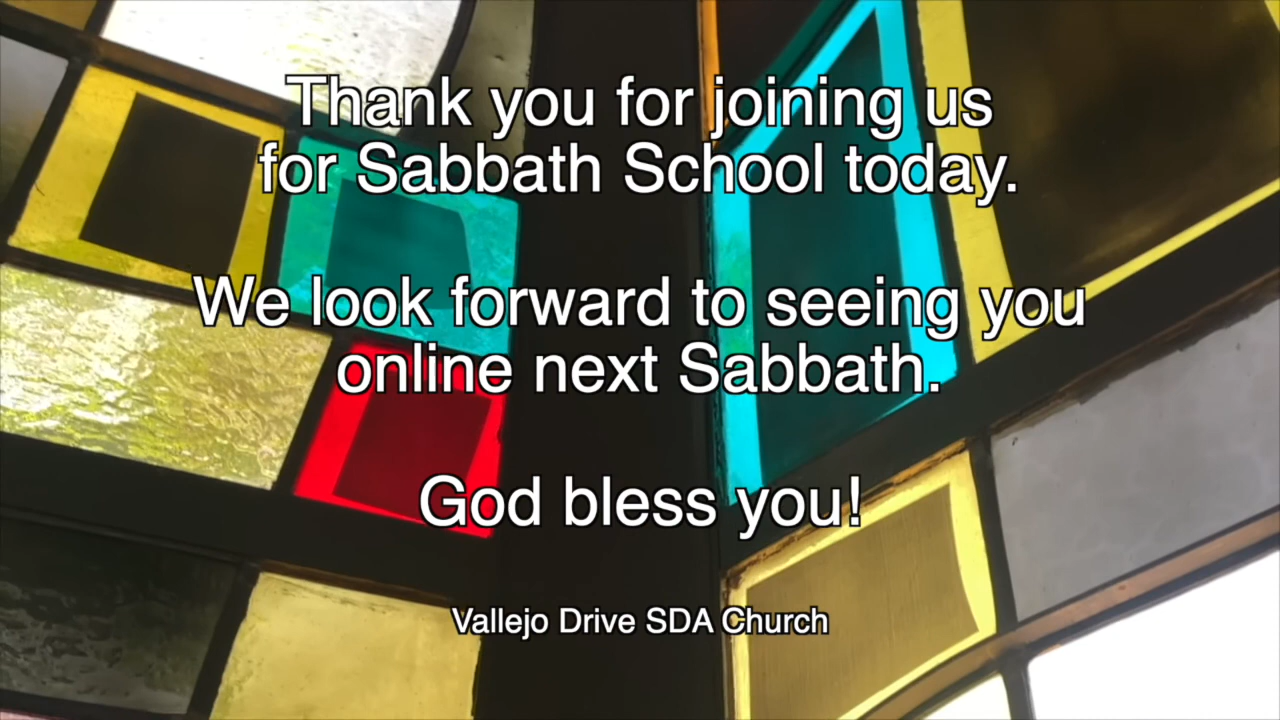 Thank you for joining us
for Sabbath School today.
We look forward to seeing you
online next Sabbath.
God bless you!
Vallejo Drive SDA Church